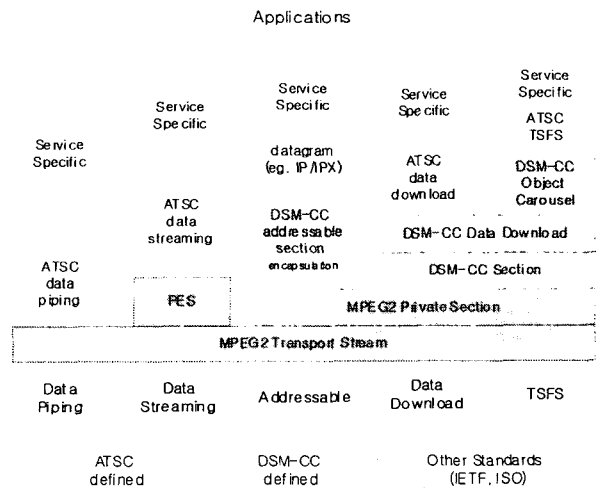 Applications
Service
Specific
ATSC
data
piping
Service
Specific
ATSC
data
streaming
PES
Service
Specific
datagram
(eg. IP/IPX)
DSM-CC
addressable
section
encapsulation
Service
Specific
ATSC
data
download
Service
Specific
ATSC
TSFS
DSM-CC
Object
Carousel
DSM-CC Data Download
DSM-CC Section
MPEG2 Private Section
MPEG2 Transport Stream
Data
Piping
Data
Streaming
Addressable
Data
Download
TSFS
ATSC
defined
DSM-CC
defined
Other Standards
(IETF, ISO)